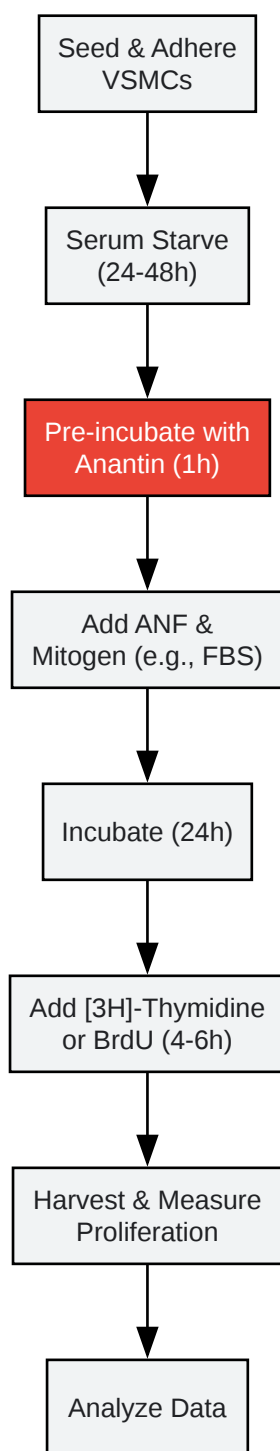 Seed & Adhere
VSMCs
Serum Starve
(24-48h)
Pre-incubate with
Anantin (1h)
Add ANF &
Mitogen (e.g., FBS)
Incubate (24h)
Add [3H]-Thymidine
or BrdU (4-6h)
Harvest & Measure
Proliferation
Analyze Data